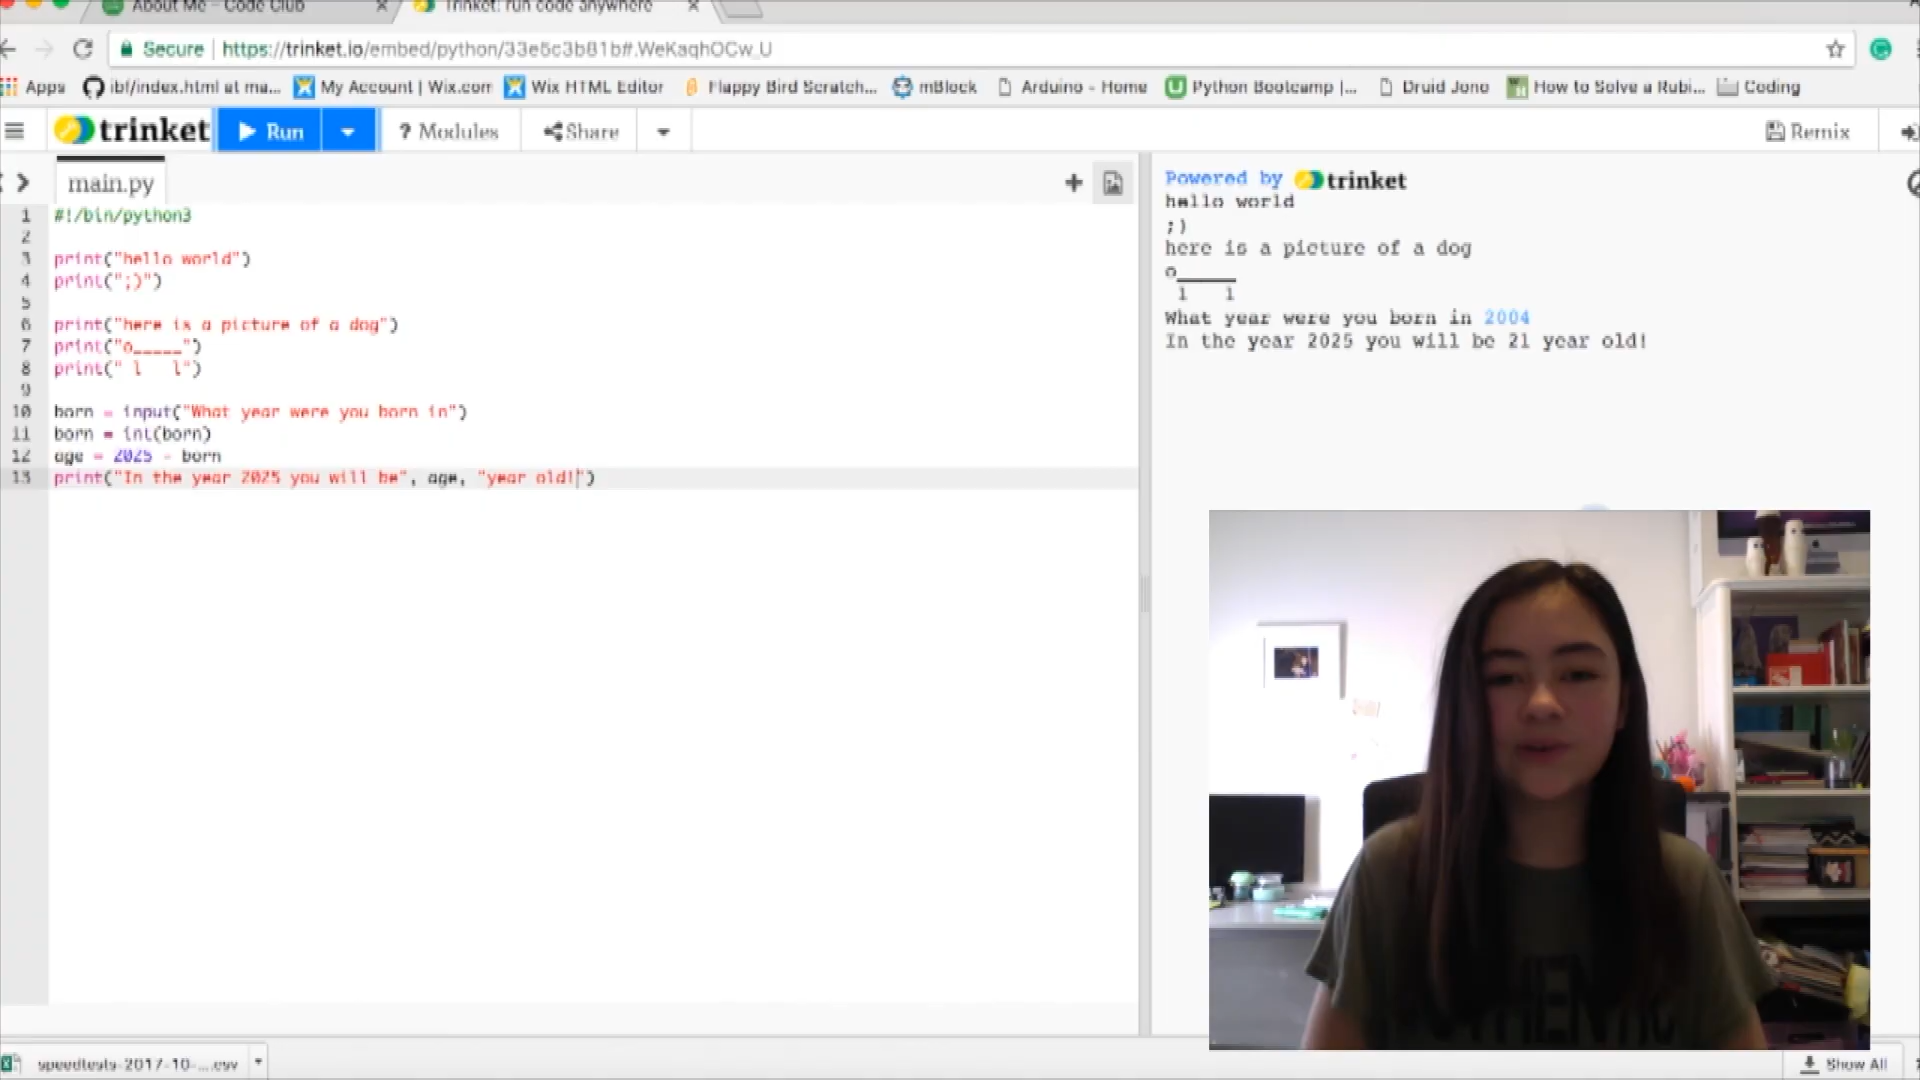 About Me – Code Club
Trinket: run code anywhere
Secure https://trinket.io/embed/python/33e5c3b81b#.WeKaqhOCw_U
Apps ibf/index.html at ma... My Account | Wix.com Wix HTML Editor Flappy Bird Scratch... mBlock Arduino - Home Python Bootcamp |... Druid Jono How to Solve a Rubi... Coding
trinket Run ? Modules Share Remix
main.py
1 #!/bin/python3
2
3 print("hello world")
4 print(";)")
5
6 print("here is a picture of a dog")
7 print("o_____")
8 print(" l   l")
9
10 born = input("What year were you born in")
11 born = int(born)
12 age = 2025 - born
13 print("In the year 2025 you will be", age, "year old!")
Powered by trinket
hello world
;)
here is a picture of a dog
o_____
 l   l
What year were you born in 2004
In the year 2025 you will be 21 year old!
speedtests-2017-10-....csv
Show All